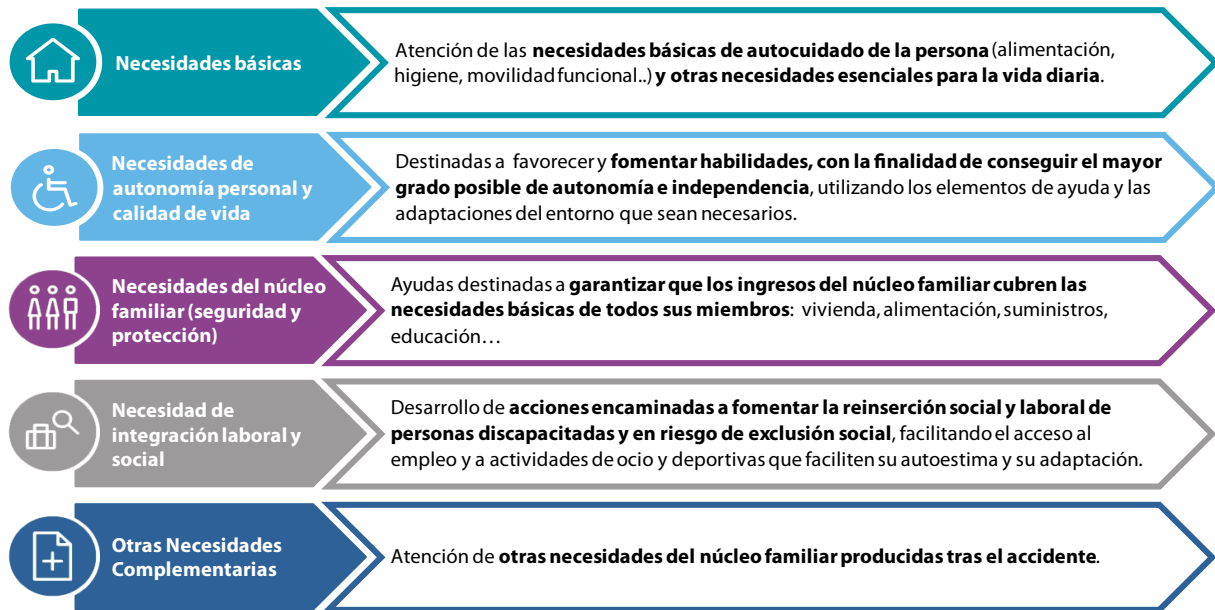 Necesidades básicas
Atención de las necesidades básicas de autocuidado de la persona (alimentación,
higiene, movilidad funcional..) y otras necesidades esenciales para la vida diaria.
Necesidades de
autonomía personal y
calidad de vida
Destinadas a favorecer y fomentar habilidades, con la finalidad de conseguir el mayor
grado posible de autonomía e independencia, utilizando los elementos de ayuda y las
adaptaciones del entorno que sean necesarios.
Necesidades del núcleo
familiar (seguridad y
protección)
Ayudas destinadas a garantizar que los ingresos del núcleo familiar cubren las
necesidades básicas de todos sus miembros: vivienda, alimentación, suministros,
educación...
Necesidad de
integración laboral y
social
Desarrollo de acciones encaminadas a fomentar la reinserción social y laboral de
personas discapacitadas y en riesgo de exclusión social, facilitando el acceso al
empleo y a actividades de ocio y deportivas que faciliten su autoestima y su adaptación.
Otras Necesidades
Complementarias
Atención de otras necesidades del núcleo familiar producidas tras el accidente.